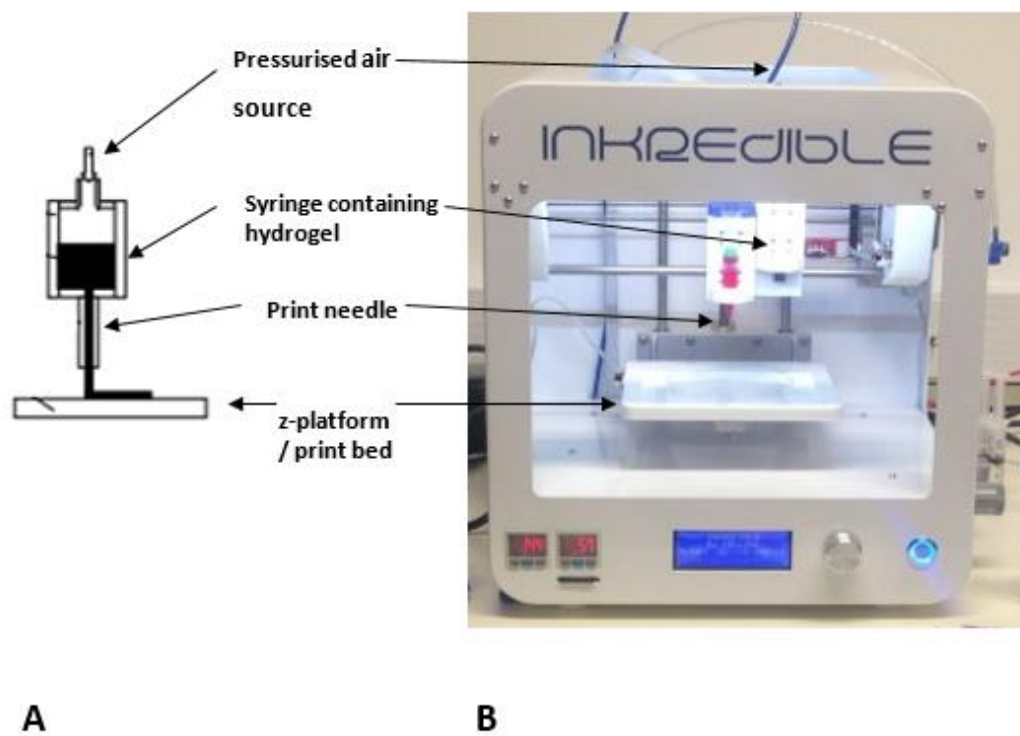 Pressurised air
source
INKREDIBLE
Syringe containing
hydrogel
Print needle
z-platform
/ print bed
A
B